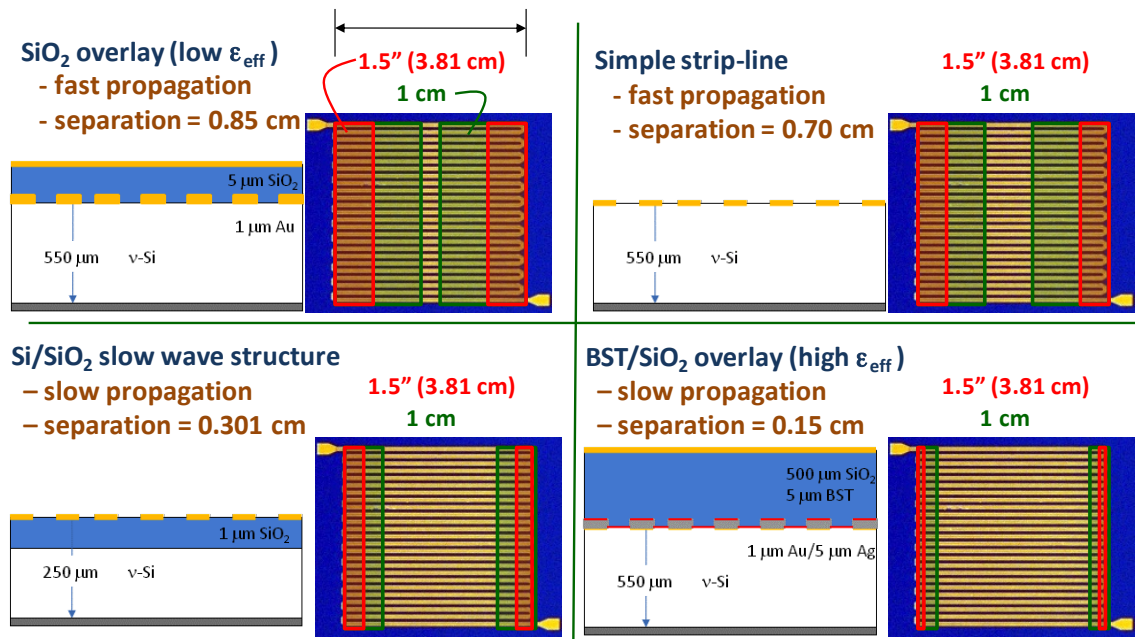 SiO₂ overlay (low ε_eff)
- fast propagation
- separation = 0.85 cm
1.5” (3.81 cm)
1 cm
5 μm SiO₂
1 μm Au
550 μm ν-Si
Simple strip-line
- fast propagation
- separation = 0.70 cm
1.5” (3.81 cm)
1 cm
550 μm ν-Si
Si/SiO₂ slow wave structure
– slow propagation
– separation = 0.301 cm
1.5” (3.81 cm)
1 cm
1 μm SiO₂
250 μm ν-Si
BST/SiO₂ overlay (high ε_eff)
– slow propagation
– separation = 0.15 cm
1.5” (3.81 cm)
1 cm
500 μm SiO₂
5 μm BST
1 μm Au/5 μm Ag
550 μm ν-Si